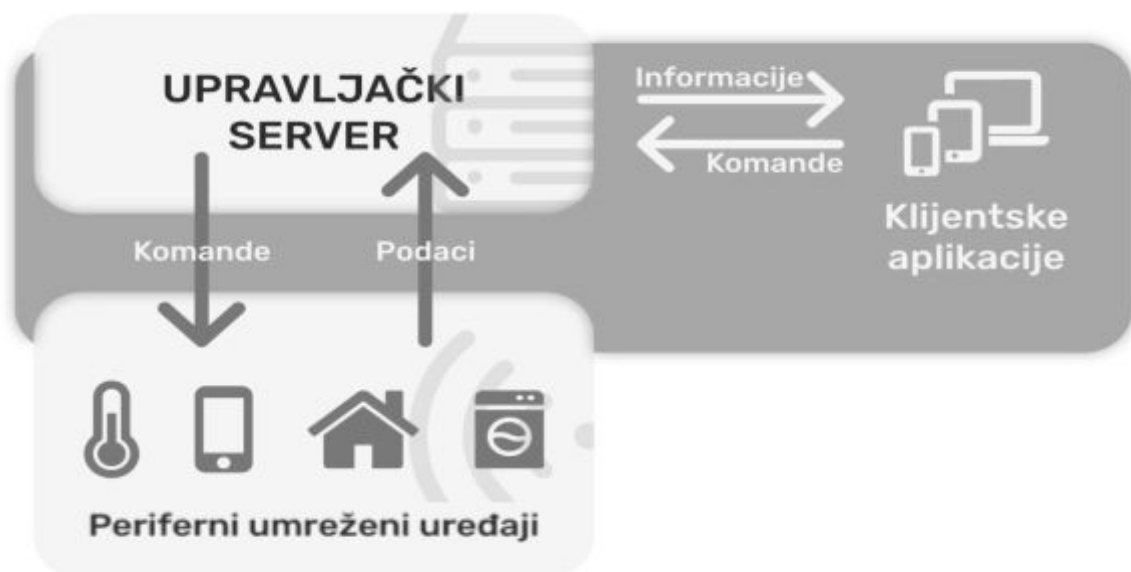 UPRAVLJAČKI
SERVER
Informacije
Komande
Klijentske
aplikacije
Komande
Podaci
Periferni umreženi uređaji